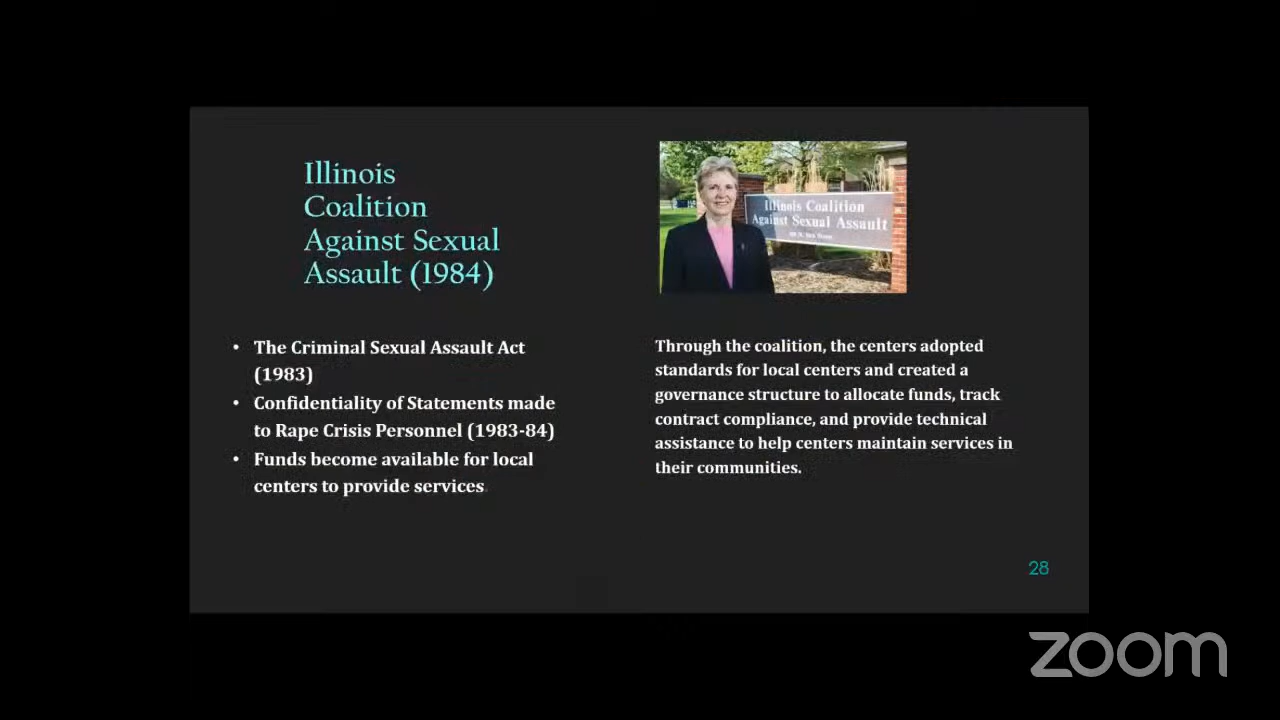 Illinois
Coalition
Against Sexual
Assault (1984)
Illinois Coalition
Against Sexual Assault
• The Criminal Sexual Assault Act
(1983)
• Confidentiality of Statements made
to Rape Crisis Personnel (1983-84)
• Funds become available for local
centers to provide services
Through the coalition, the centers adopted
standards for local centers and created a
governance structure to allocate funds, track
contract compliance, and provide technical
assistance to help centers maintain services in
their communities.
28
zoom